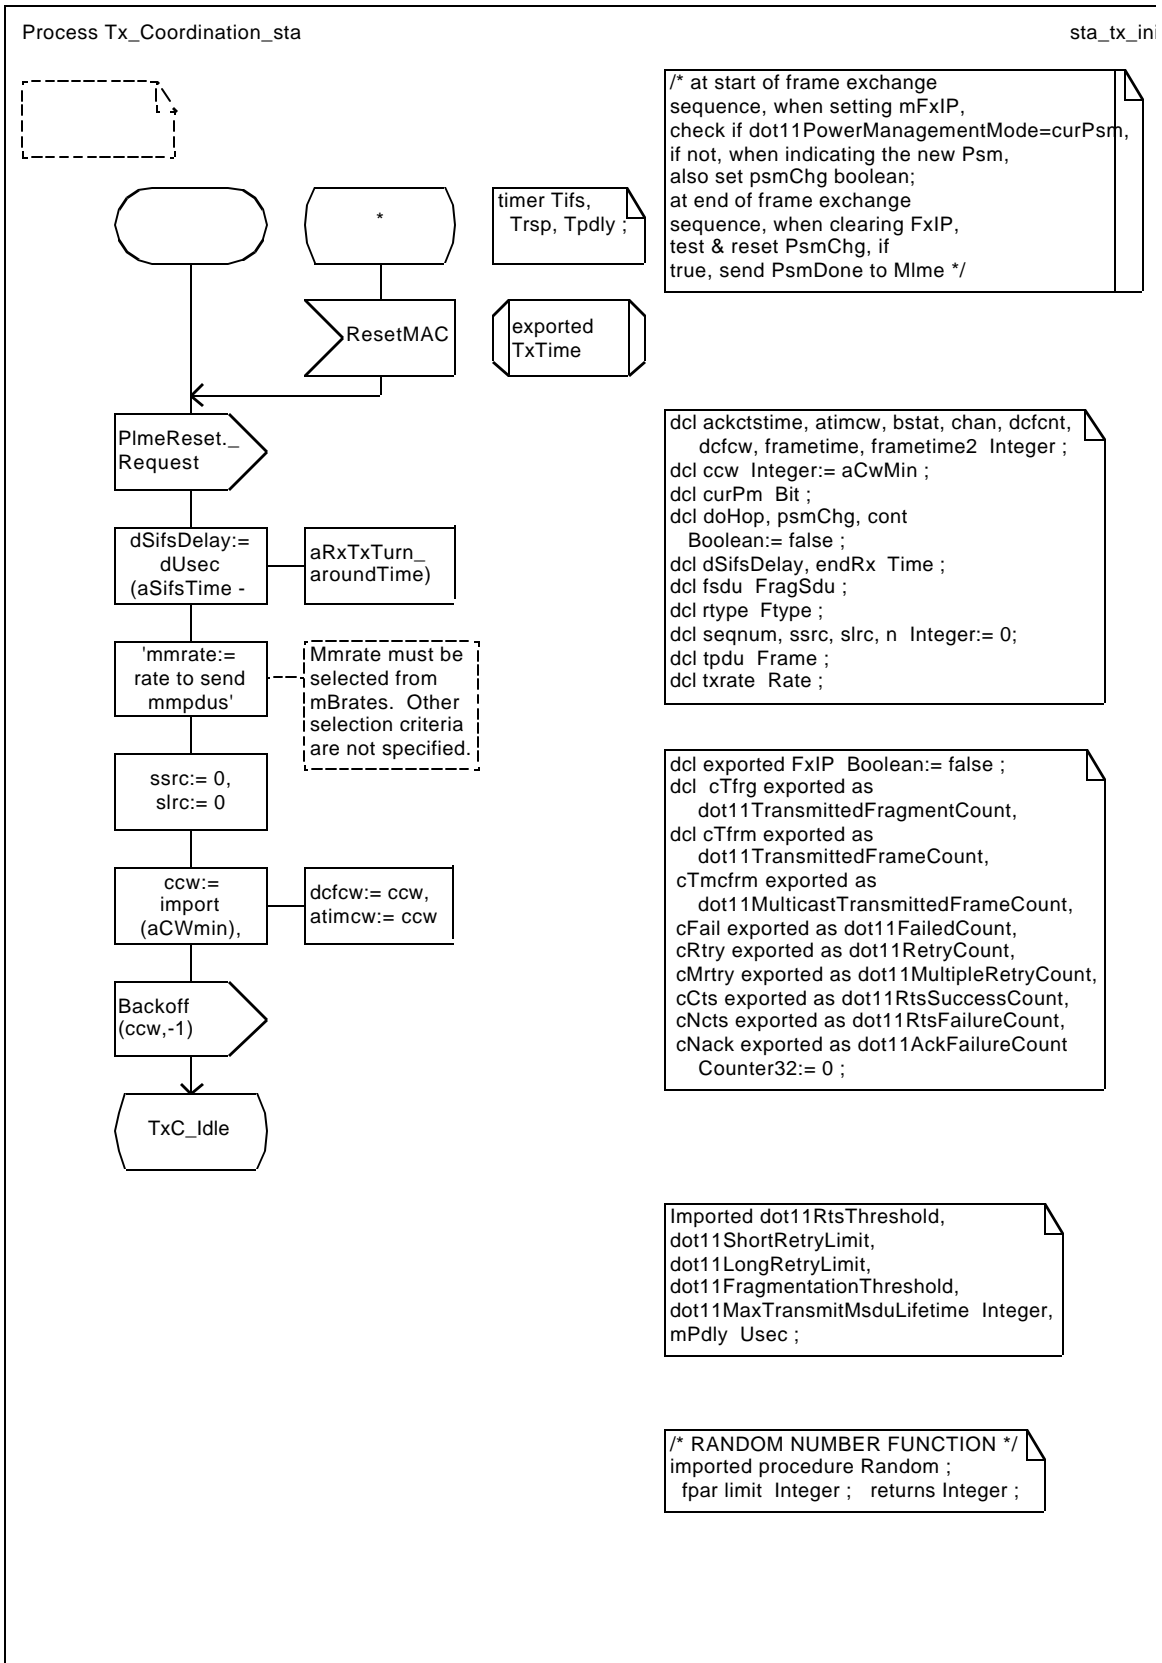 Process Tx_Coordination_sta
sta_tx_ini
/* at start of frame exchange
sequence, when setting mFxIP,
check if dot11PowerManagementMode=curPsm,
if not, when indicating the new Psm,
also set psmChg boolean;
at end of frame exchange
sequence, when clearing FxIP,
test & reset PsmChg, if
true, send PsmDone to Mlme */
*
timer Tifs,
Trsp, Tpdly ;
ResetMAC
exported
TxTime
PlmeReset._
Request
dSifsDelay:=
dUsec
(aSifsTime -
aRxTxTurn_
aroundTime)
'mmrate:=
rate to send
mmpdus'
Mmrate must be
selected from
mBrates.  Other
selection criteria
are not specified.
ssrc:= 0,
slrc:= 0
ccw:=
import
(aCWmin),
dcfcw:= ccw,
atimcw:= ccw
Backoff
(ccw,-1)
TxC_Idle
dcl ackctstime, atimcw, bstat, chan, dcfcnt,
dcfcw, frametime, frametime2  Integer ;
dcl ccw  Integer:= aCwMin ;
dcl curPm  Bit ;
dcl doHop, psmChg, cont
Boolean:= false ;
dcl dSifsDelay, endRx  Time ;
dcl fsdu  FragSdu ;
dcl rtype  Ftype ;
dcl seqnum, ssrc, slrc, n  Integer:= 0;
dcl tpdu  Frame ;
dcl txrate  Rate ;
dcl exported FxIP  Boolean:= false ;
dcl  cTfrg exported as
dot11TransmittedFragmentCount,
dcl cTfrm exported as
dot11TransmittedFrameCount,
cTmcfrm exported as
dot11MulticastTransmittedFrameCount,
cFail exported as dot11FailedCount,
cRtry exported as dot11RetryCount,
cMrtry exported as dot11MultipleRetryCount,
cCts exported as dot11RtsSuccessCount,
cNcts exported as dot11RtsFailureCount,
cNack exported as dot11AckFailureCount
Counter32:= 0 ;
Imported dot11RtsThreshold,
dot11ShortRetryLimit,
dot11LongRetryLimit,
dot11FragmentationThreshold,
dot11MaxTransmitMsduLifetime  Integer,
mPdly  Usec ;
/* RANDOM NUMBER FUNCTION */
imported procedure Random ;
fpar limit  Integer ;   returns Integer ;